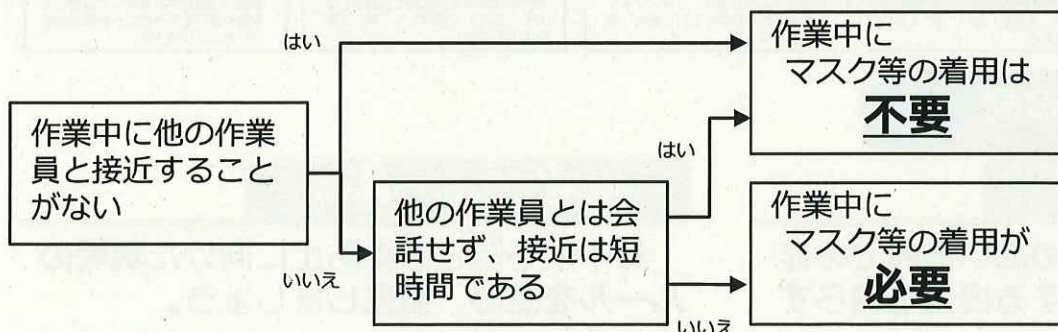 作業中に他の作業
員と接近すること
がない
はい
いいえ
他の作業員とは会
話せず、接近は短
時間である
はい
いいえ
作業中に
マスク等の着用は
不要
作業中に
マスク等の着用が
必要